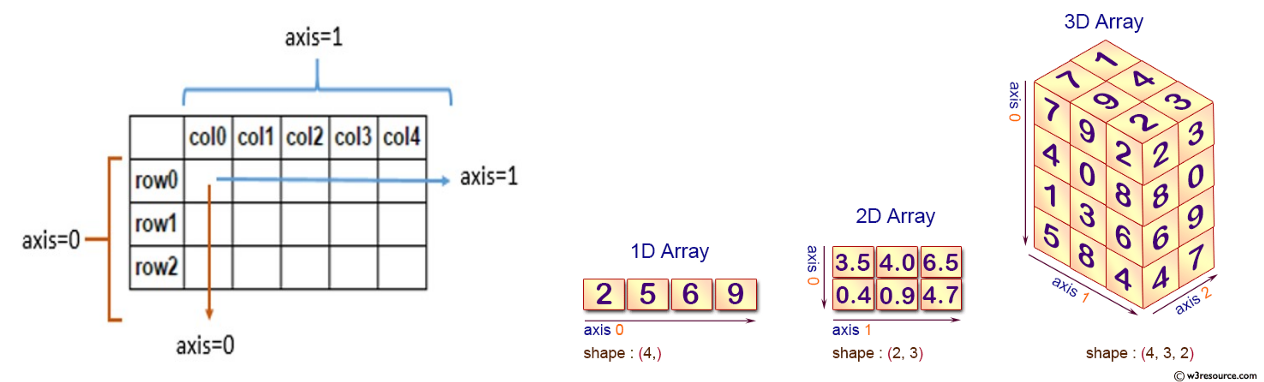 axis=1
col0 col1 col2 col3 col4
row0
axis=1
row1
axis=0
row2
axis=0
1D Array
2 5 6 9
axis 0
shape : (4,)
2D Array
axis 0
3.5 4.0 6.5
0.4 0.9 4.7
axis 1
shape : (2, 3)
3D Array
7 1
9 4
2 3
axis 0
7 9 2 2 3
4 0 8 8 0
1 3 6 6 9
5 8 4 4 7
axis 1
axis 2
shape : (4, 3, 2)
© w3resource.com